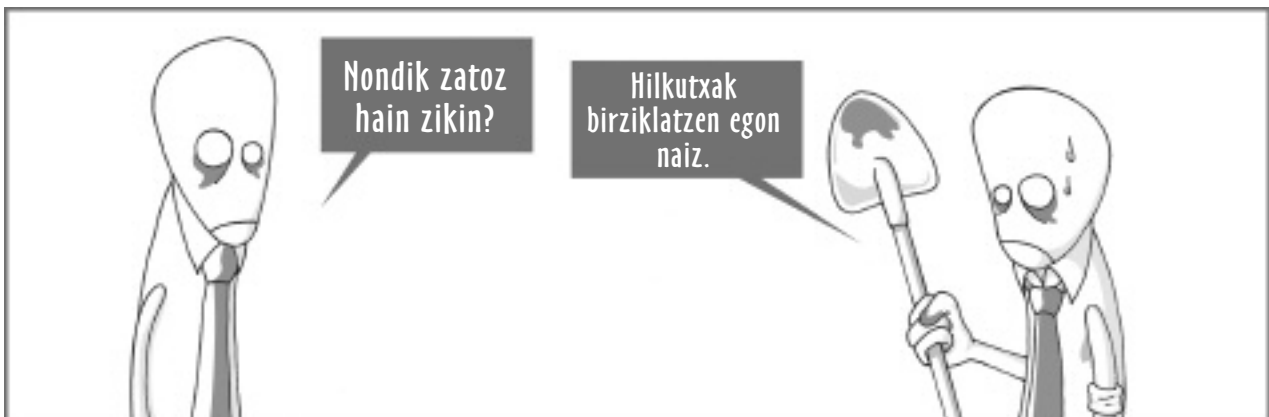 Nondik zatoz
hain zikin?
Hilkutxak
birziklatzen egon
naiz.